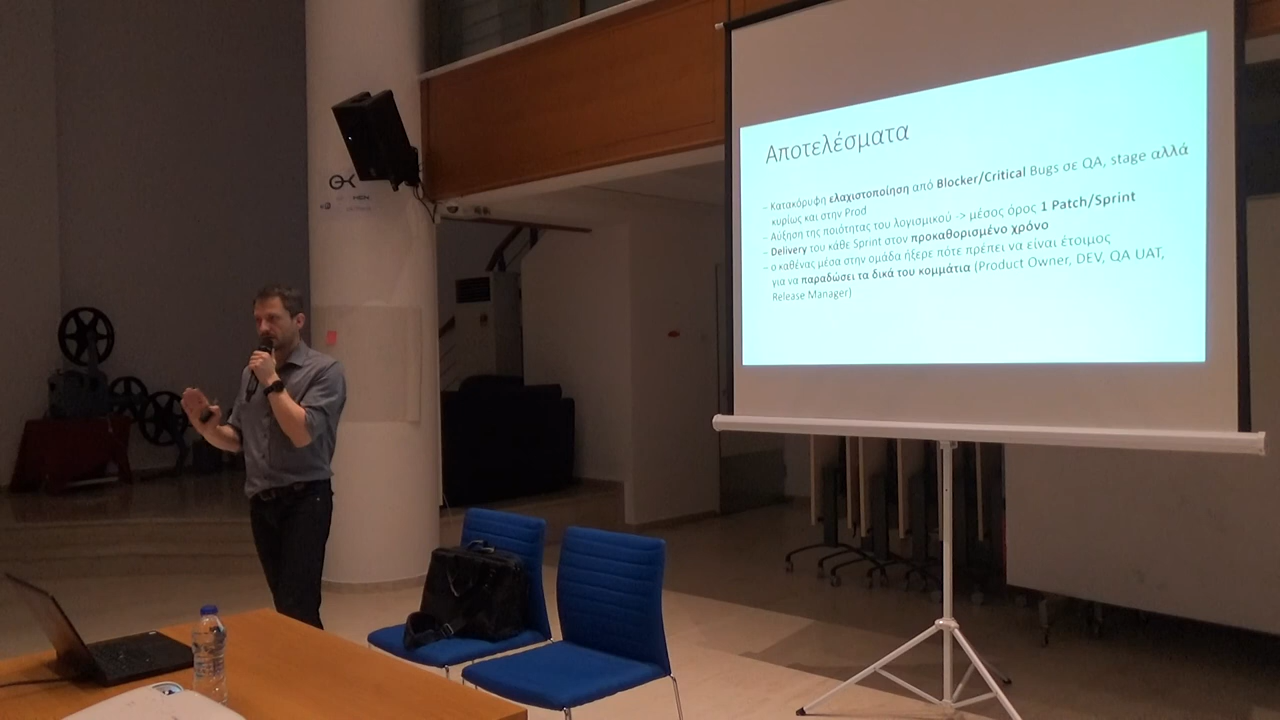 Αποτελέσματα
– Κατακόρυφη ελαχιστοποίηση από Blocker/Critical Bugs σε QA, stage αλλά
κυρίως και στην Prod
– Αύξηση της ποιότητας του λογισμικού -> μέσος όρος 1 Patch/Sprint
– Delivery του κάθε Sprint στον προκαθορισμένο χρόνο
– ο καθένας μέσα στην ομάδα ήξερε πότε πρέπει να είναι έτοιμος
για να παραδώσει τα δικά του κομμάτια (Product Owner, DEV, QA UAT,
Release Manager)